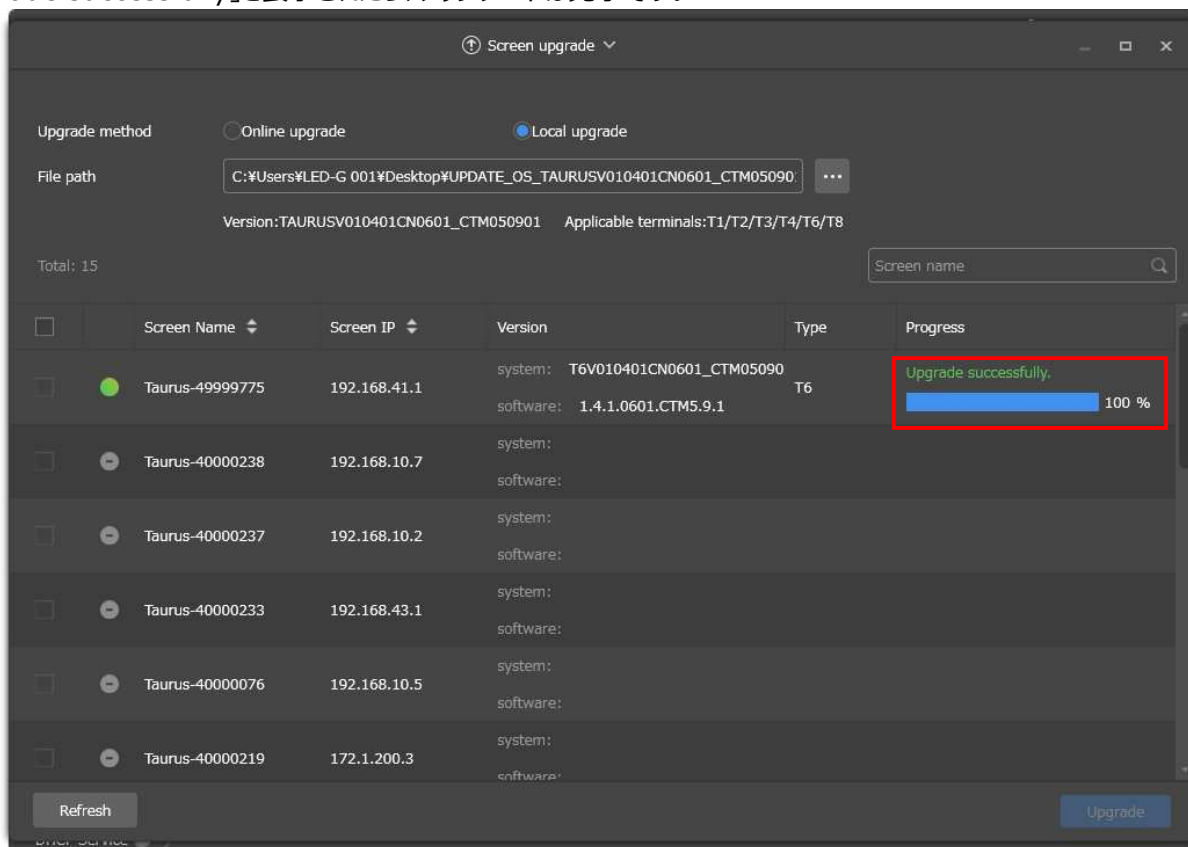 Screen upgrade
Upgrade method Online upgrade Local upgrade
File path C:¥Users¥LED-G 001¥Desktop¥UPDATE_OS_TAURUSV010401CN0601_CTM05090 ...
Version:TAURUSV010401CN0601_CTM050901 Applicable terminals:T1/T2/T3/T4/T6/T8
Total: 15 Screen name
Screen Name Screen IP Version Type Progress
system: T6V010401CN0601_CTM05090 Upgrade successfully.
Taurus-49999775 192.168.41.1 T6
software: 1.4.1.0601.CTM5.9.1 100 %
system:
Taurus-40000238 192.168.10.7
software:
system:
Taurus-40000237 192.168.10.2
software:
system:
Taurus-40000233 192.168.43.1
software:
system:
Taurus-40000076 192.168.10.5
software:
system:
Taurus-40000219 172.1.200.3
software:
Refresh Upgrade